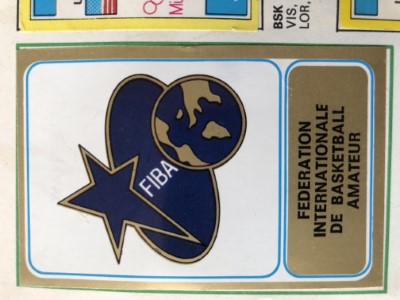 FIBA
FEDERATION
INTERNATIONALE
DE BASKETBALL
AMATEUR
BSK
VIS,
LOR,